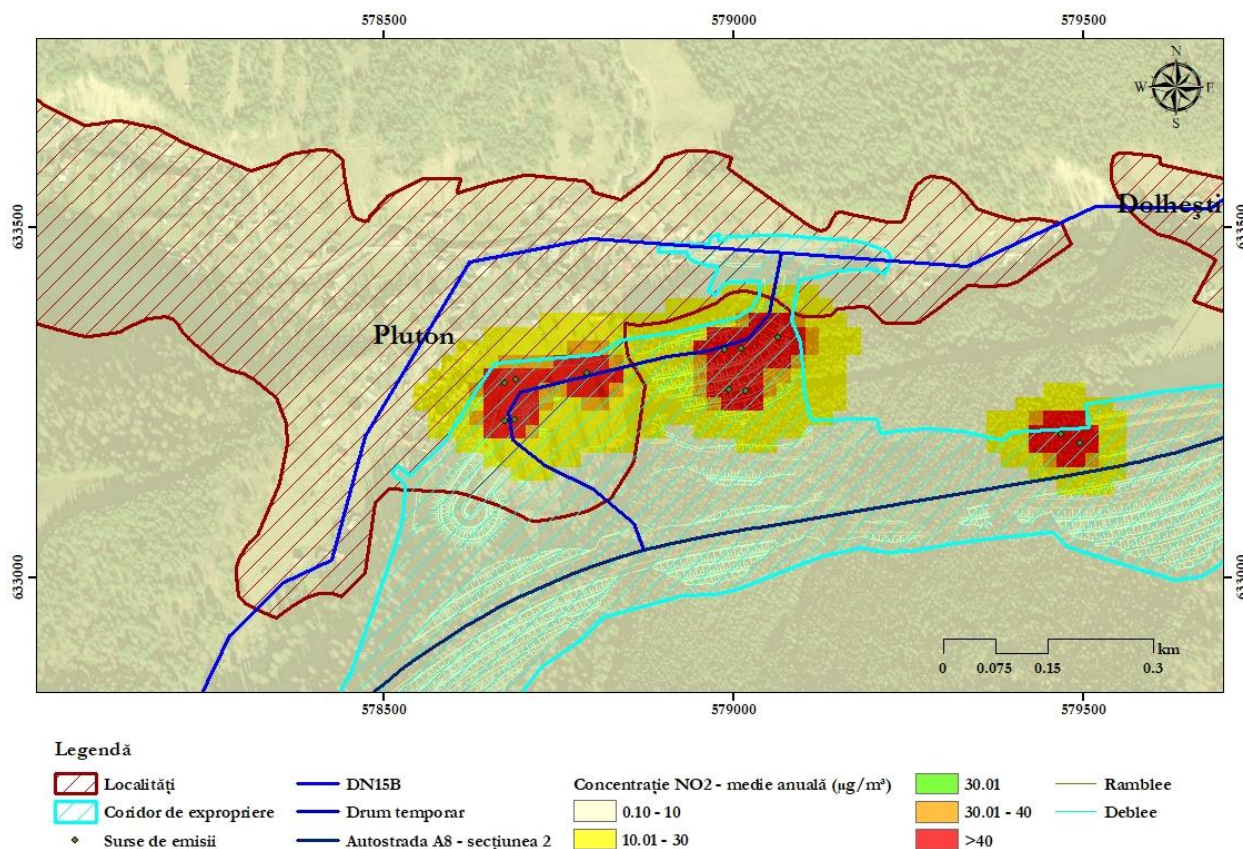 578500 579000 579500
N
W E
S
633500 Dolheşti 633500
Pluton
633000 633000
km
0 0.075 0.15 0.3
578500 579000 579500
Legendă
Localități DN15B Concentrație NO2 - medie anuală (µg/m³) 30.01 Ramblee
Coridor de expropriere Drum temporar 0.10 - 10 30.01 - 40 Deblee
Surse de emisii Autostrada A8 - secțiunea 2 10.01 - 30 >40